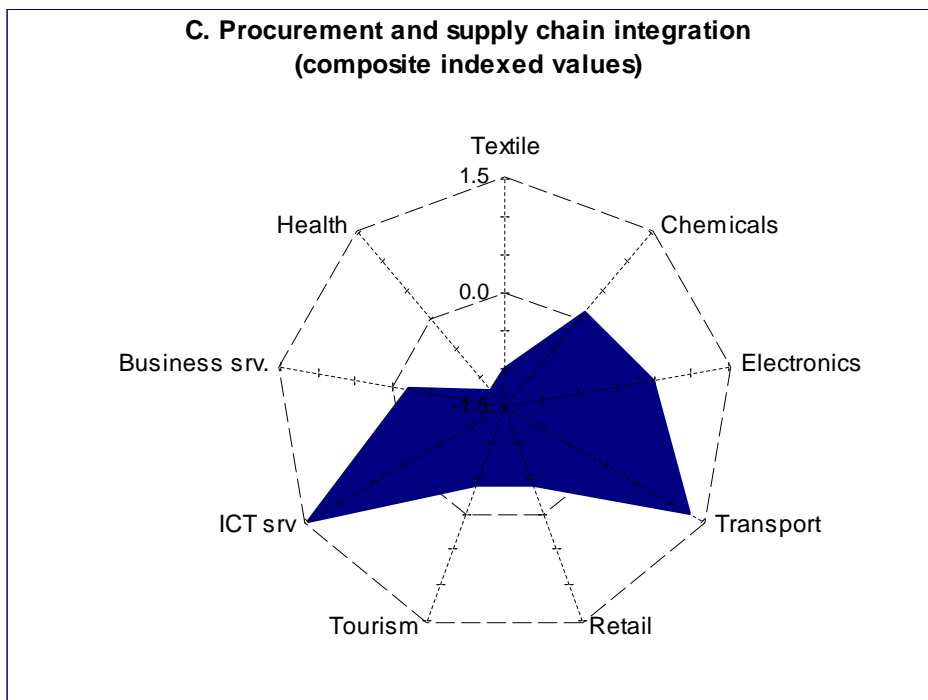 C. Procurement and supply chain integration
(composite indexed values)
Textile
1.5
Health
Chemicals
0.0
Business srv.
Electronics
-1.5
ICT srv
Transport
Tourism
Retail